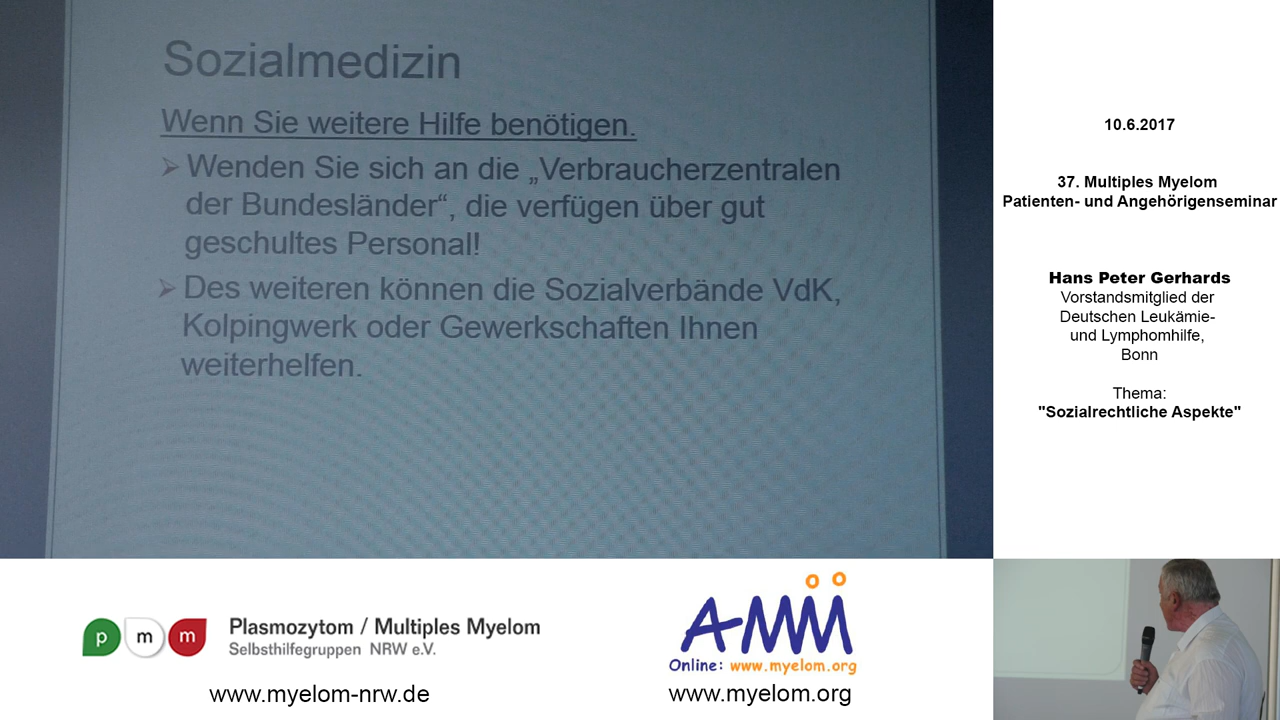 Sozialmedizin
Wenn Sie weitere Hilfe benötigen.
➢ Wenden Sie sich an die „Verbraucherzentralen
der Bundesländer“, die verfügen über gut
geschultes Personal!
➢ Des weiteren können die Sozialverbände VdK,
Kolpingwerk oder Gewerkschaften Ihnen
weiterhelfen.
10.6.2017
37. Multiples Myelom
Patienten- und Angehörigenseminar
Hans Peter Gerhards
Vorstandsmitglied der
Deutschen Leukämie-
und Lymphomhilfe,
Bonn
Thema:
"Sozialrechtliche Aspekte"
p m m
Plasmozytom / Multiples Myelom
Selbsthilfegruppen NRW e.V.
www.myelom-nrw.de
AMM
Online: www.myelom.org
www.myelom.org